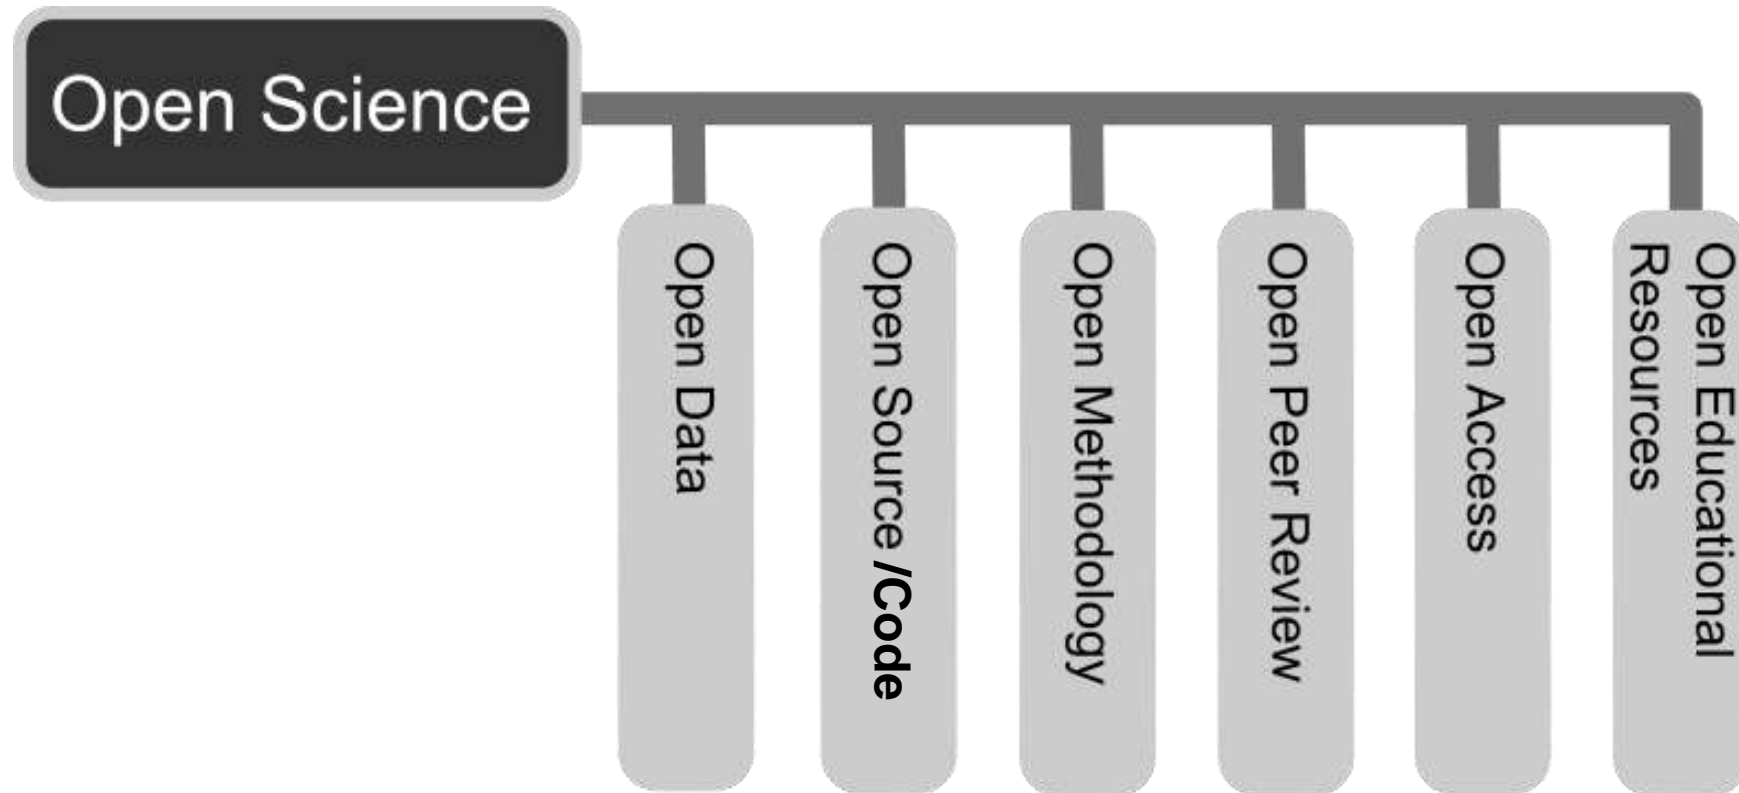 Open Science
Open Data
Open Source /Code
Open Methodology
Open Peer Review
Open Access
Open Educational
Resources